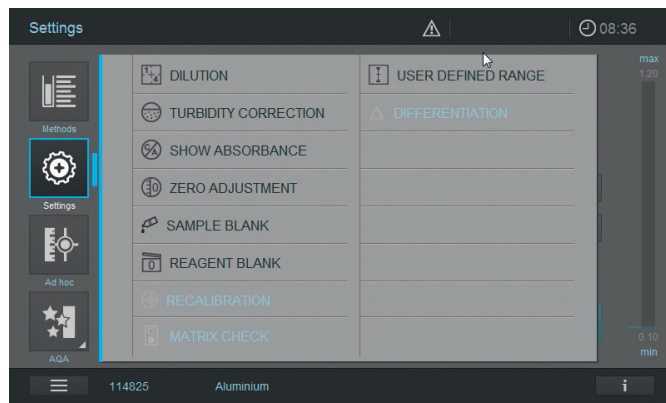 Settings
08:36
Methods
Settings
Ad hoc
AQA
DILUTION
TURBIDITY CORRECTION
SHOW ABSORBANCE
ZERO ADJUSTMENT
SAMPLE BLANK
REAGENT BLANK
RECALIBRATION
MATRIX CHECK
USER DEFINED RANGE
DIFFERENTIATION
max
1.20
0.10
min
114825 Aluminium
i